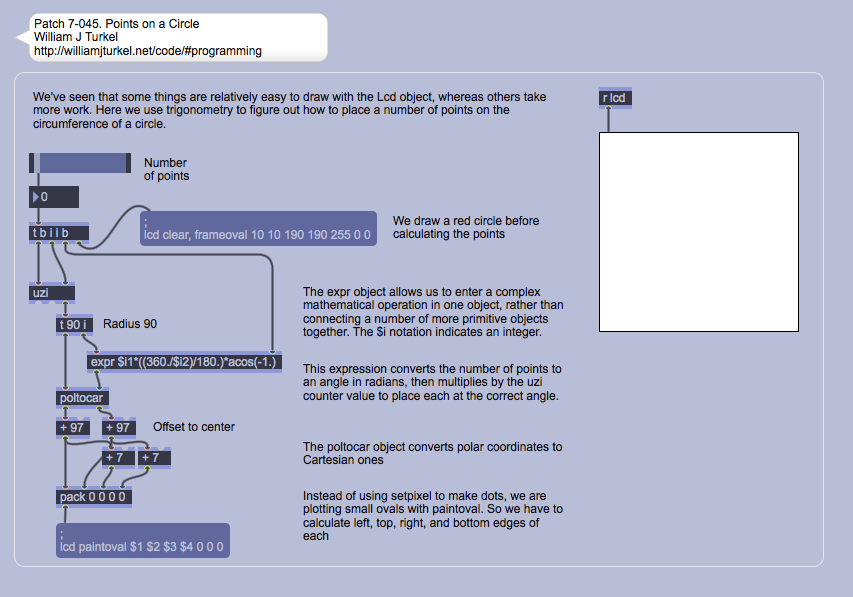 Patch 7-045. Points on a Circle
William J Turkel
http://williamjturkel.net/code/#programming
We've seen that some things are relatively easy to draw with the Lcd object, whereas others take
more work. Here we use trigonometry to figure out how to place a number of points on the
circumference of a circle.
r lcd
Number
of points
0
t b i i b
;
lcd clear, frameoval 10 10 190 190 255 0 0
We draw a red circle before
calculating the points
uzi
t 90 i
Radius 90
The expr object allows us to enter a complex
mathematical operation in one object, rather than
connecting a number of more primitive objects
together. The $i notation indicates an integer.
expr $i1*((360./$i2)/180.)*acos(-1.)
This expression converts the number of points to
an angle in radians, then multiplies by the uzi
counter value to place each at the correct angle.
poltocar
+ 97
+ 97
Offset to center
+ 7
+ 7
The poltocar object converts polar coordinates to
Cartesian ones
pack 0 0 0 0
Instead of using setpixel to make dots, we are
plotting small ovals with paintoval. So we have to
calculate left, top, right, and bottom edges of
each
;
lcd paintoval $1 $2 $3 $4 0 0 0